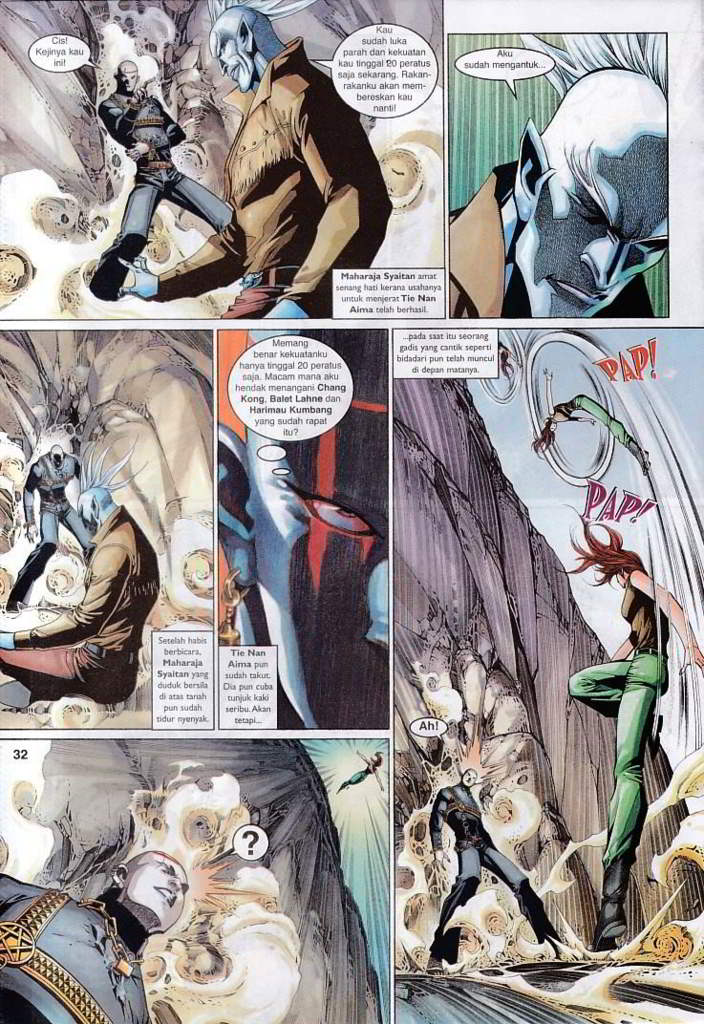 Cis!
Kejinya kau
ini!
Kau
sudah luka
parah dan kekuatan
kau tinggal 20 peratus
saja sekarang. Rakan-
rakanku akan mem-
bereskan kau
nanti!
Maharaja Syaitan amat
senang hati kerana usahanya
untuk menjerat Tie Nan
Aima telah berhasil.
Aku
sudah mengantuk...
Setelah habis
berbicara,
Maharaja
Syaitan yang
duduk bersila
di atas tanah
pun sudah
tidur nyenyak.
Memang
benar kekuatanku
hanya tinggal 20 peratus
saja. Macam mana aku
hendak menangani Chang
Kong, Balet Lahne dan
Harimau Kumbang
yang sudah rapat
itu?
Tie Nan
Aima pun
sudah takut.
Dia pun cuba
tunjuk kaki
seribu. Akan
tetapi...
32
?
...pada saat itu seorang
gadis yang cantik seperti
bidadari pun telah muncul
di depan matanya.
PAP!
PAP!
Ah!